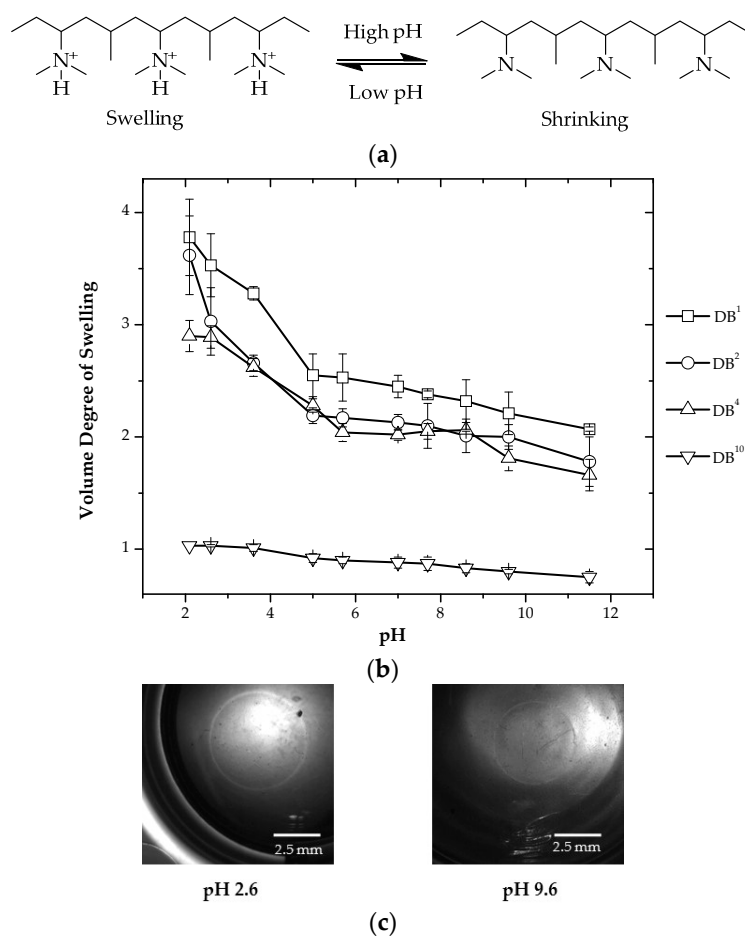 N⁺ N⁺ N⁺
H H H
High pH
Low pH
N N N
Swelling
Shrinking
(a)
4
3
2
1
Volume Degree of Swelling
2 4 6 8 10 12
pH
DB¹
DB²
DB⁴
DB¹⁰
(b)
2.5 mm
2.5 mm
pH 2.6
pH 9.6
(c)